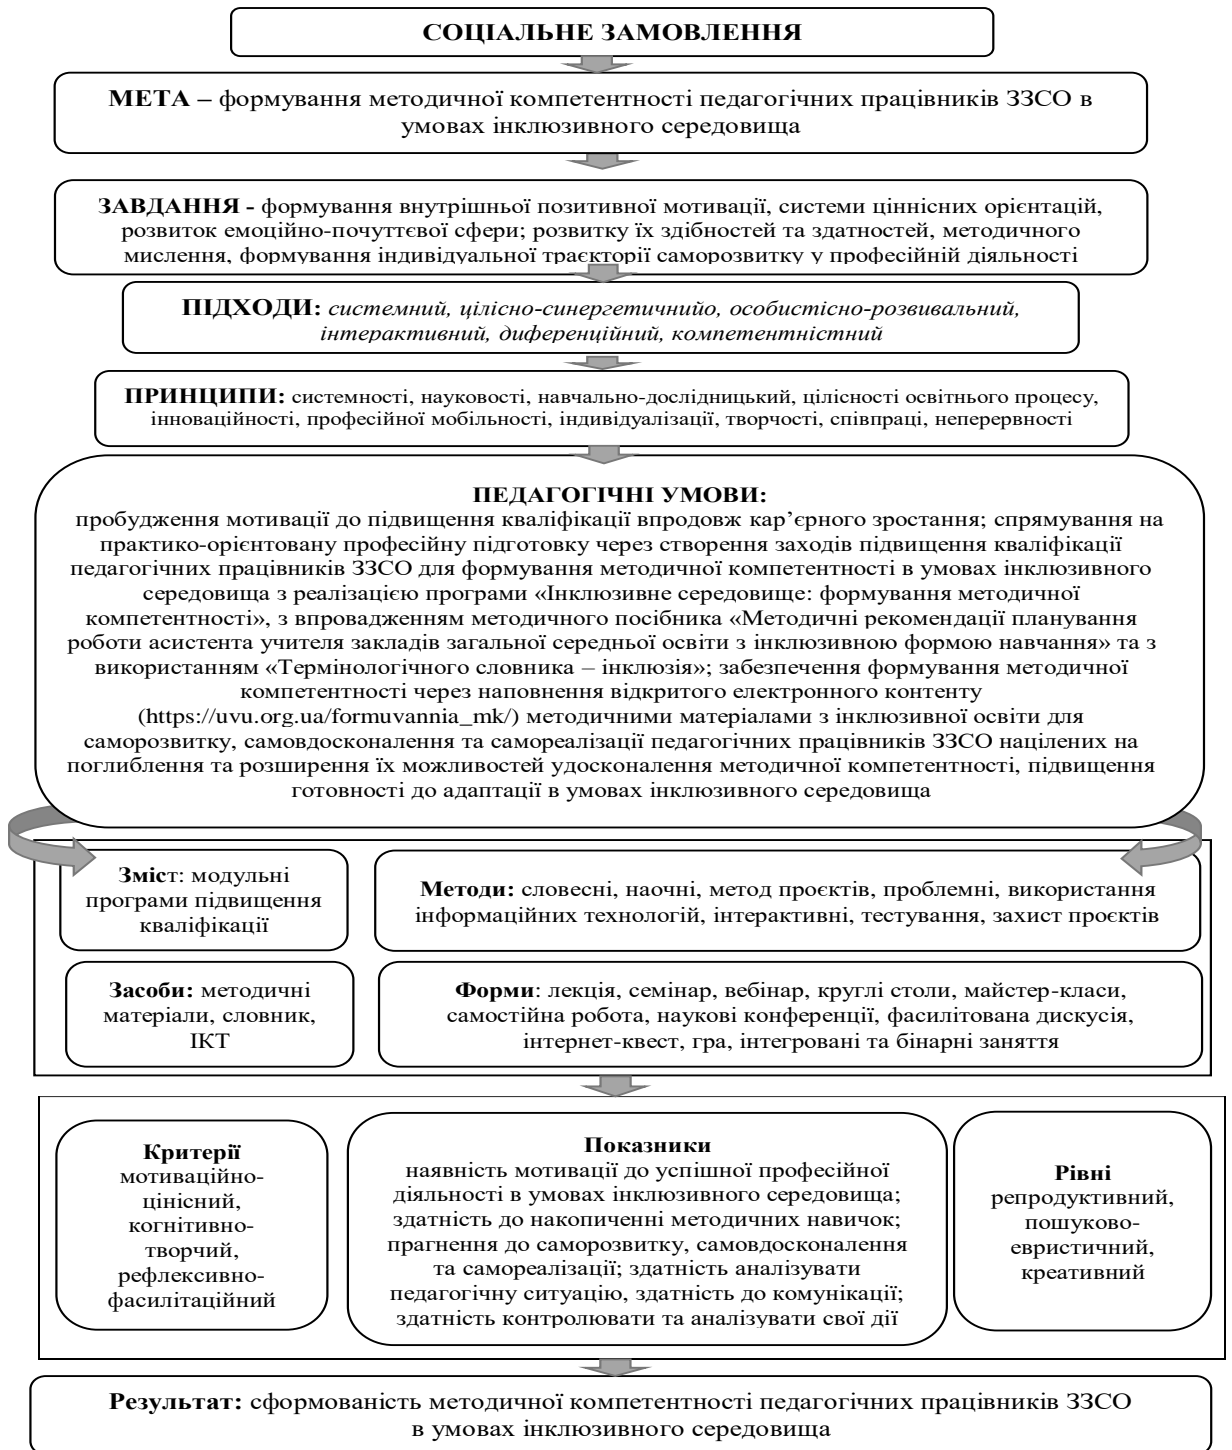 СОЦІАЛЬНЕ ЗАМОВЛЕННЯ
МЕТА – формування методичної компетентності педагогічних працівників ЗЗСО в
умовах інклюзивного середовища
ЗАВДАННЯ - формування внутрішньої позитивної мотивації, системи ціннісних орієнтацій,
розвиток емоційно-почуттєвої сфери; розвитку їх здібностей та здатностей, методичного
мислення, формування індивідуальної траєкторії саморозвитку у професійній діяльності
ПІДХОДИ: системний, цілісно-синергетичнийо, особистісно-розвивальний,
інтерактивний, диференційний, компетентністний
ПРИНЦИПИ: системності, науковості, навчально-дослідницький, цілісності освітнього процесу,
інноваційності, професійної мобільності, індивідуалізації, творчості, співпраці, неперервності
ПЕДАГОГІЧНІ УМОВИ:
пробудження мотивації до підвищення кваліфікації впродовж кар’єрного зростання; спрямування на
практико-орієнтовану професійну підготовку через створення заходів підвищення кваліфікації
педагогічних працівників ЗЗСО для формування методичної компетентності в умовах інклюзивного
середовища з реалізацією програми «Інклюзивне середовище: формування методичної
компетентності», з впровадженням методичного посібника «Методичні рекомендації планування
роботи асистента учителя закладів загальної середньої освіти з інклюзивною формою навчання» та з
використанням «Термінологічного словника – інклюзія»; забезпечення формування методичної
компетентності через наповнення відкритого електронного контенту
(https://uvu.org.ua/formuvannia_mk/) методичними матеріалами з інклюзивної освіти для
саморозвитку, самовдосконалення та самореалізації педагогічних працівників ЗЗСО націлених на
поглиблення та розширення їх можливостей удосконалення методичної компетентності, підвищення
готовності до адаптації в умовах інклюзивного середовища
Зміст: модульні
програми підвищення
кваліфікації
Методи: словесні, наочні, метод проєктів, проблемні, використання
інформаційних технологій, інтерактивні, тестування, захист проєктів
Засоби: методичні
матеріали, словник,
ІКТ
Форми: лекція, семінар, вебінар, круглі столи, майстер-класи,
самостійна робота, наукові конференції, фасилітована дискусія,
інтернет-квест, гра, інтегровані та бінарні заняття
Критерії
мотиваційно-
цінісний,
когнітивно-
творчий,
рефлексивно-
фасилітаційний
Показники
наявність мотивації до успішної професійної
діяльності в умовах інклюзивного середовища;
здатність до накопиченні методичних навичок;
прагнення до саморозвитку, самовдосконалення
та самореалізації; здатність аналізувати
педагогічну ситуацію, здатність до комунікації;
здатність контролювати та аналізувати свої дії
Рівні
репродуктивний,
пошуково-
евристичний,
креативний
Результат: сформованість методичної компетентності педагогічних працівників ЗЗСО
в умовах інклюзивного середовища